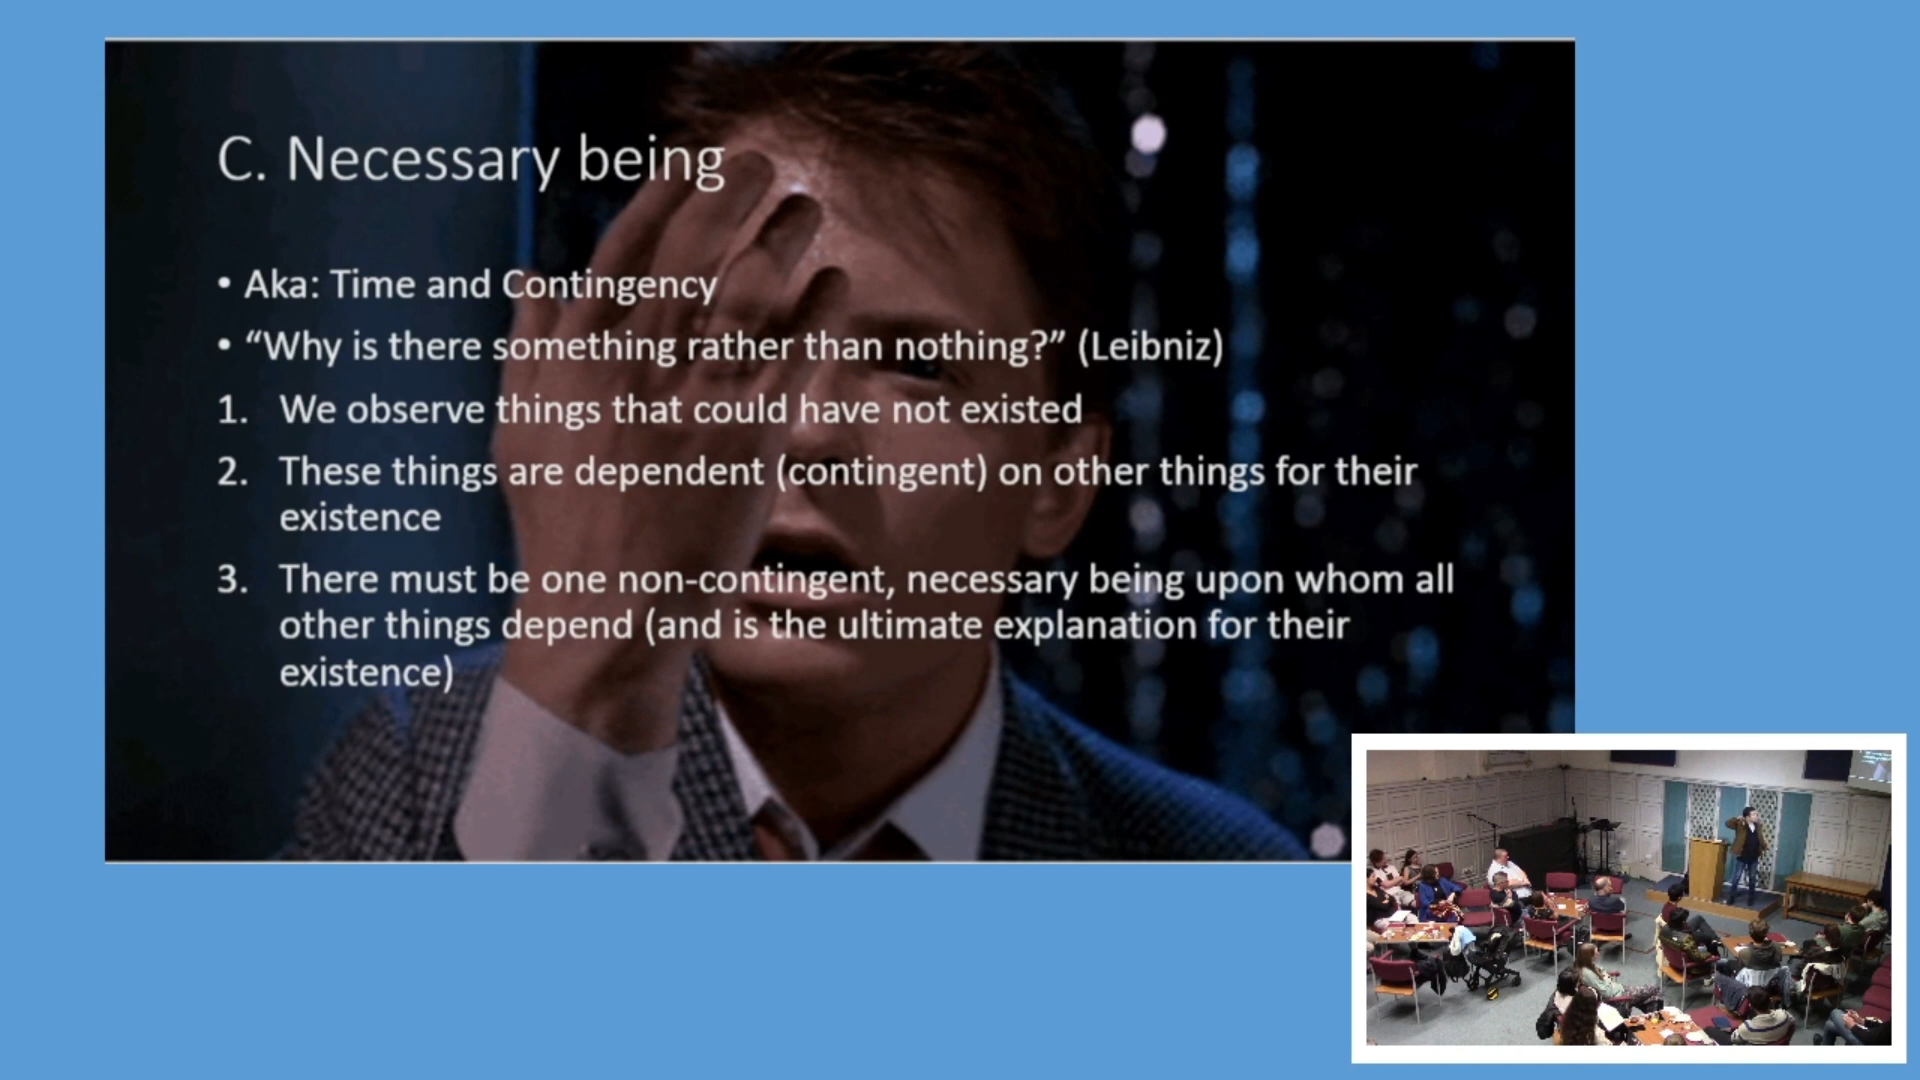 C. Necessary being
• Aka: Time and Contingency
• “Why is there something rather than nothing?” (Leibniz)
1. We observe things that could have not existed
2. These things are dependent (contingent) on other things for their
existence
3. There must be one non-contingent, necessary being upon whom all
other things depend (and is the ultimate explanation for their
existence)